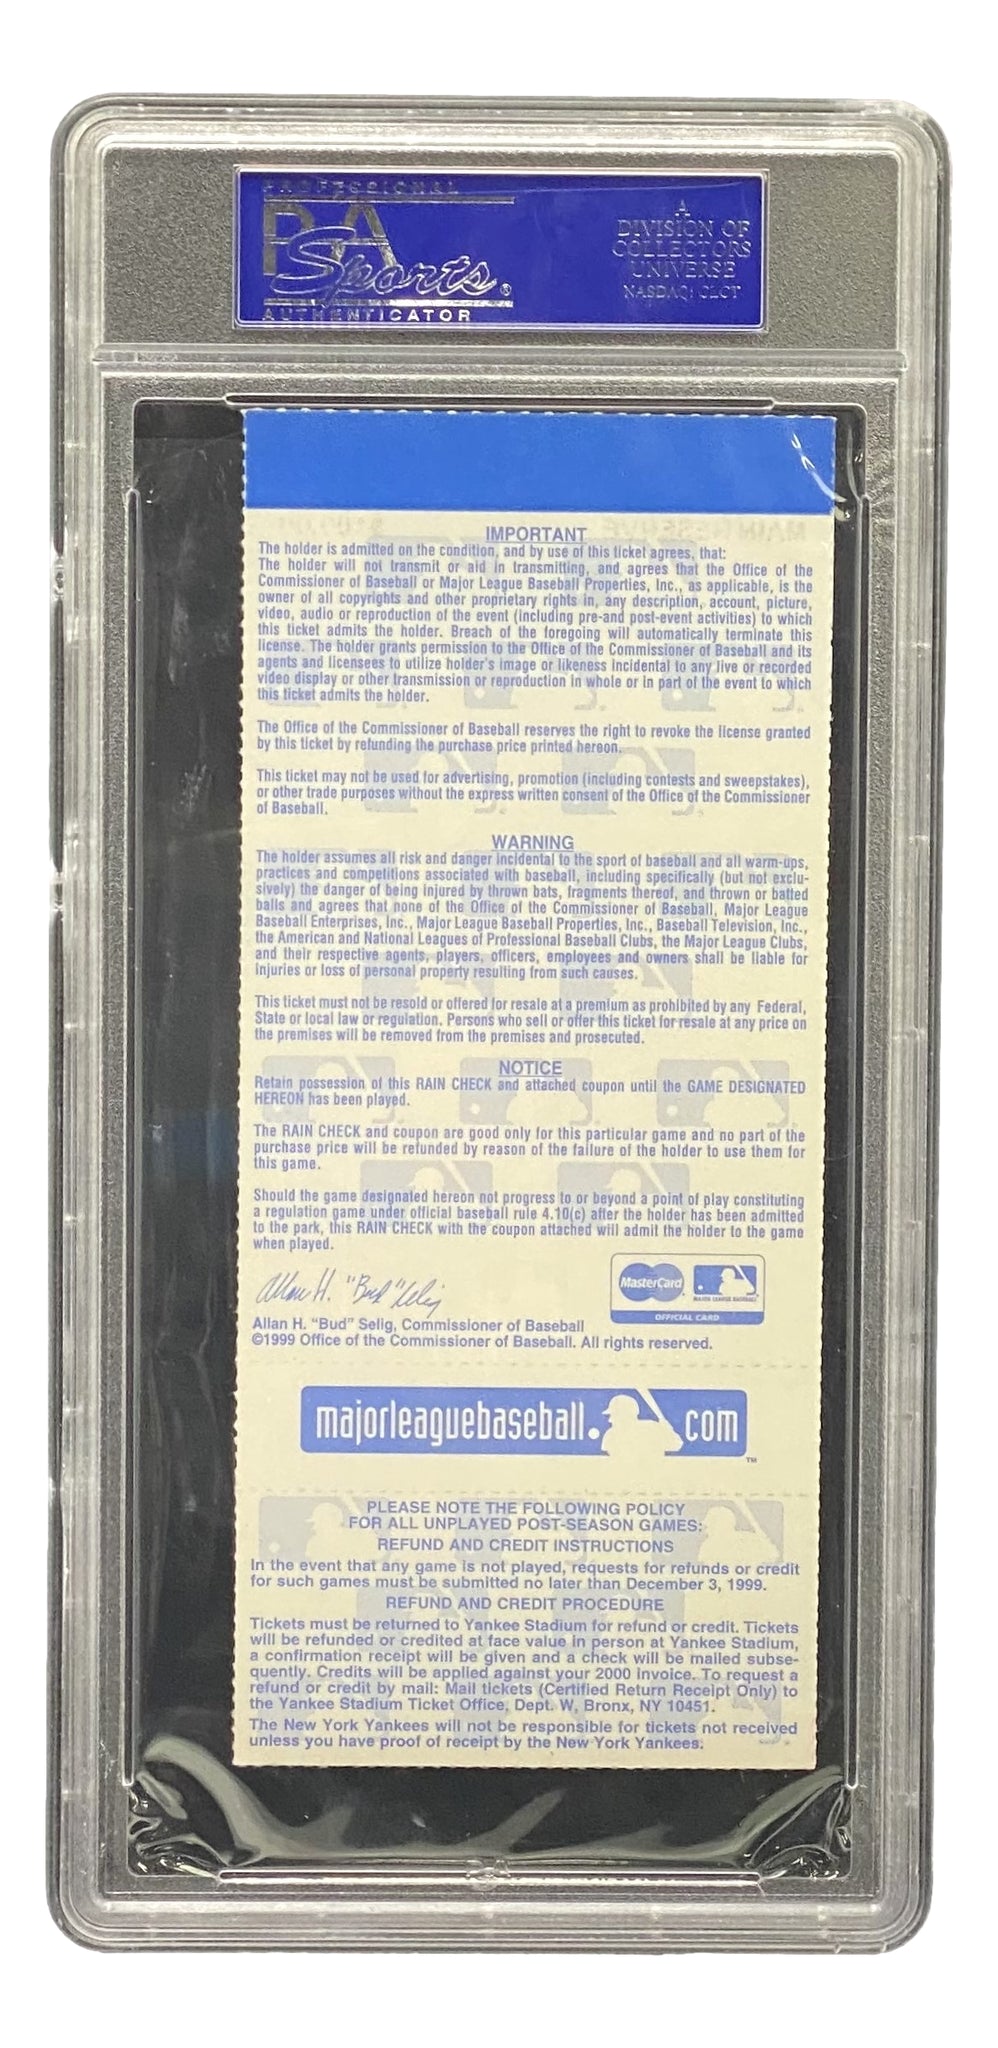 PROFESSIONAL
PSA
Sports®
AUTHENTICATOR
A
DIVISION OF
COLLECTORS
UNIVERSE
NASDAQ: CLCT
IMPORTANT
The holder is admitted on the condition, and by use of this ticket agrees, that:
The holder will not transmit or aid in transmitting, and agrees that the Office of the
Commissioner of Baseball or Major League Baseball Properties, Inc., as applicable, is the
owner of all copyrights and other proprietary rights in, any description, account, picture,
video, audio or reproduction of the event (including pre-and post-event activities) to which
this ticket admits the holder. Breach of the foregoing will automatically terminate this
license. The holder grants permission to the Office of the Commissioner of Baseball and its
agents and licensees to utilize holder's image or likeness incidental to any live or recorded
video display or other transmission or reproduction in whole or in part of the event to which
this ticket admits the holder.
The Office of the Commissioner of Baseball reserves the right to revoke the license granted
by this ticket by refunding the purchase price printed hereon.
This ticket may not be used for advertising, promotion (including contests and sweepstakes),
or other trade purposes without the express written consent of the Office of the Commissioner
of Baseball.
WARNING
The holder assumes all risk and danger incidental to the sport of baseball and all warm-ups,
practices and competitions associated with baseball, including specifically (but not exclu-
sively) the danger of being injured by thrown bats, fragments thereof, and thrown or batted
balls and agrees that none of the Office of the Commissioner of Baseball, Major League
Baseball Enterprises, Inc., Major League Baseball Properties, Inc., Baseball Television, Inc.,
the American and National Leagues of Professional Baseball Clubs, the Major League Clubs,
and their respective agents, players, officers, employees and owners shall be liable for
injuries or loss of personal property resulting from such causes.
This ticket must not be resold or offered for resale at a premium as prohibited by any Federal,
State or local law or regulation. Persons who sell or offer this ticket for resale at any price on
the premises will be removed from the premises and prosecuted.
NOTICE
Retain possession of this RAIN CHECK and attached coupon until the GAME DESIGNATED
HEREON has been played.
The RAIN CHECK and coupon are good only for this particular game and no part of the
purchase price will be refunded by reason of the failure of the holder to use them for
this game.
Should the game designated hereon not progress to or beyond a point of play constituting
a regulation game under official baseball rule 4.10(c) after the holder has been admitted
to the park, this RAIN CHECK with the coupon attached will admit the holder to the game
when played.
Allan H. "Bud" Selig
MasterCard
MAJOR LEAGUE BASEBALL
OFFICIAL CARD
Allan H. "Bud" Selig, Commissioner of Baseball
©1999 Office of the Commissioner of Baseball. All rights reserved.
majorleaguebaseball.com
TM
PLEASE NOTE THE FOLLOWING POLICY
FOR ALL UNPLAYED POST-SEASON GAMES:
REFUND AND CREDIT INSTRUCTIONS
In the event that any game is not played, requests for refunds or credit
for such games must be submitted no later than December 3, 1999.
REFUND AND CREDIT PROCEDURE
Tickets must be returned to Yankee Stadium for refund or credit. Tickets
will be refunded or credited at face value in person at Yankee Stadium,
a confirmation receipt will be given and a check will be mailed subse-
quently. Credits will be applied against your 2000 invoice. To request a
refund or credit by mail: Mail tickets (Certified Return Receipt Only) to
the Yankee Stadium Ticket Office, Dept. W, Bronx, NY 10451.
The New York Yankees will not be responsible for tickets not received
unless you have proof of receipt by the New York Yankees.